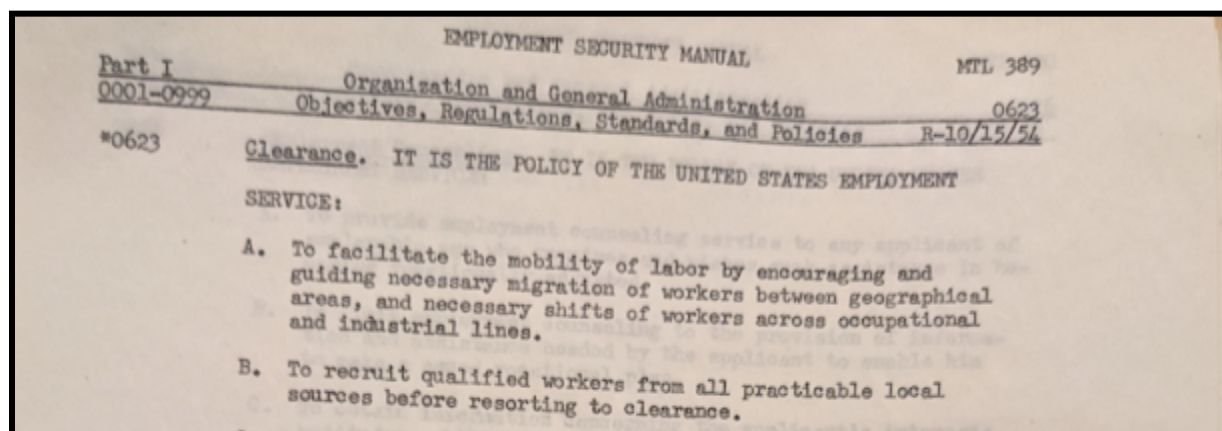 EMPLOYMENT SECURITY MANUAL MTL 389
Part I Organization and General Administration 0623
0001-0999 Objectives, Regulations, Standards, and Policies R-10/15/54
*0623 Clearance. IT IS THE POLICY OF THE UNITED STATES EMPLOYMENT
SERVICE:
A. To facilitate the mobility of labor by encouraging and
guiding necessary migration of workers between geographical
areas, and necessary shifts of workers across occupational
and industrial lines.
B. To recruit qualified workers from all practicable local
sources before resorting to clearance.